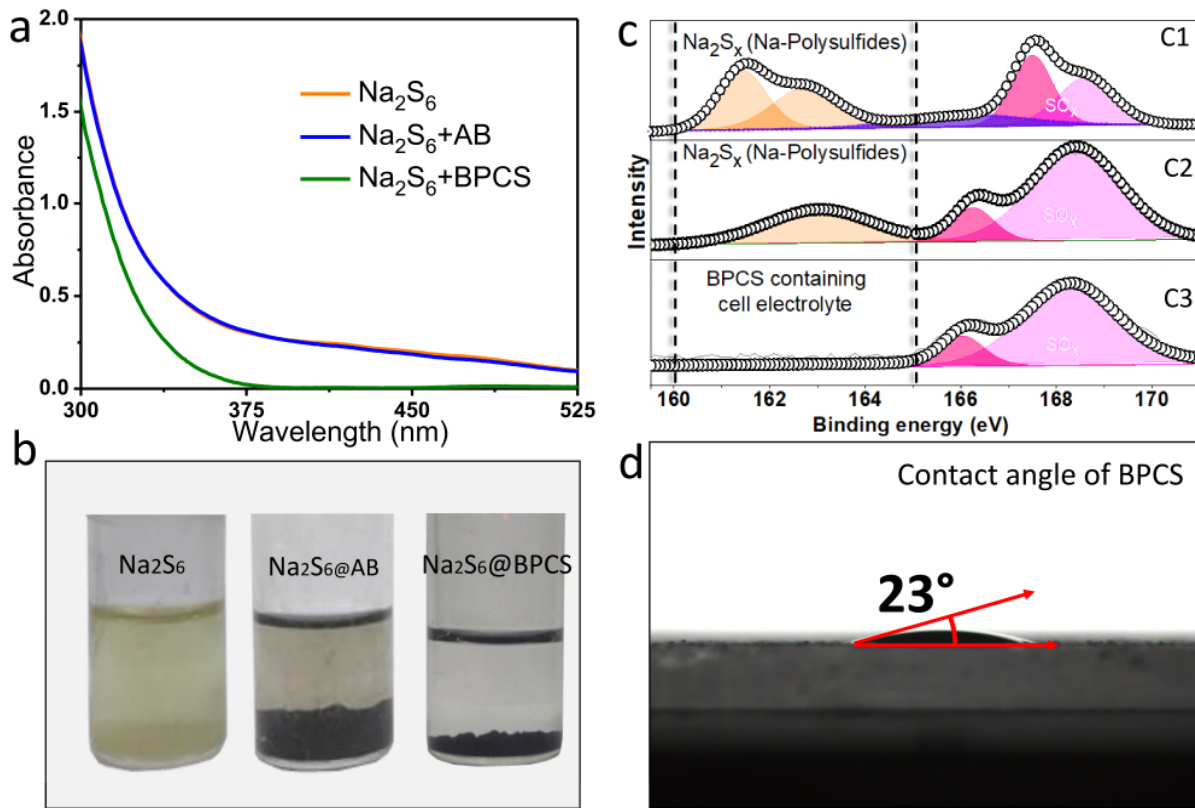 a
2.0
1.5
1.0
0.5
0.0
Absorbance
Na₂S₆
Na₂S₆+AB
Na₂S₆+BPCS
300
375
450
525
Wavelength (nm)
b
Na₂S₆
Na₂S₆@AB
Na₂S₆@BPCS
c
Intensity
Na₂Sₓ (Na-Polysulfides)
C1
SOₓ
Na₂Sₓ (Na-Polysulfides)
C2
SOₓ
BPCS containing
cell electrolyte
C3
SOₓ
160
162
164
166
168
170
Binding energy (eV)
d
Contact angle of BPCS
23°